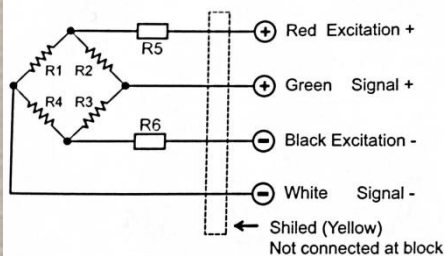 R5
Red Excitation +
R1 R2
Green Signal +
R4 R3
R6
Black Excitation -
White Signal -
Shiled (Yellow)
Not connected at block